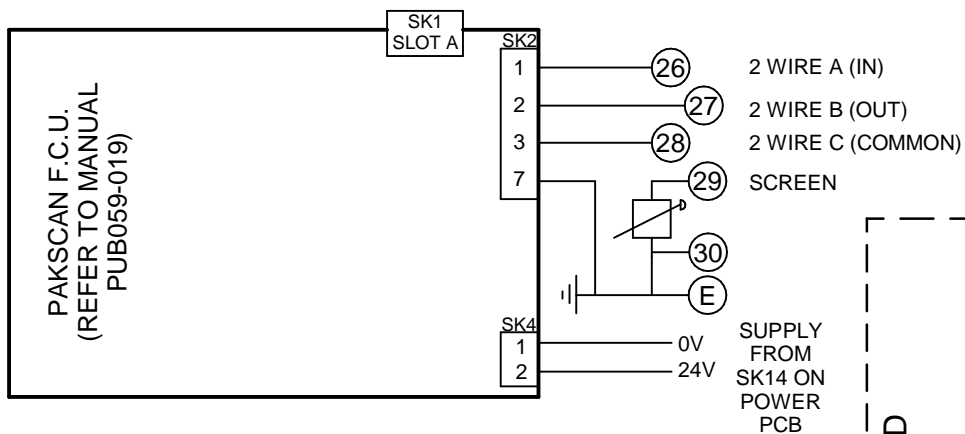 SK1
SLOT A
PAKSCAN F.C.U.
(REFER TO MANUAL
PUB059-019)
SK2
1
26
2 WIRE A (IN)
2
27
2 WIRE B (OUT)
3
28
2 WIRE C (COMMON)
7
29
SCREEN
30
E
SK4
1
0V
2
24V
SUPPLY
FROM
SK14 ON
POWER
PCB
D